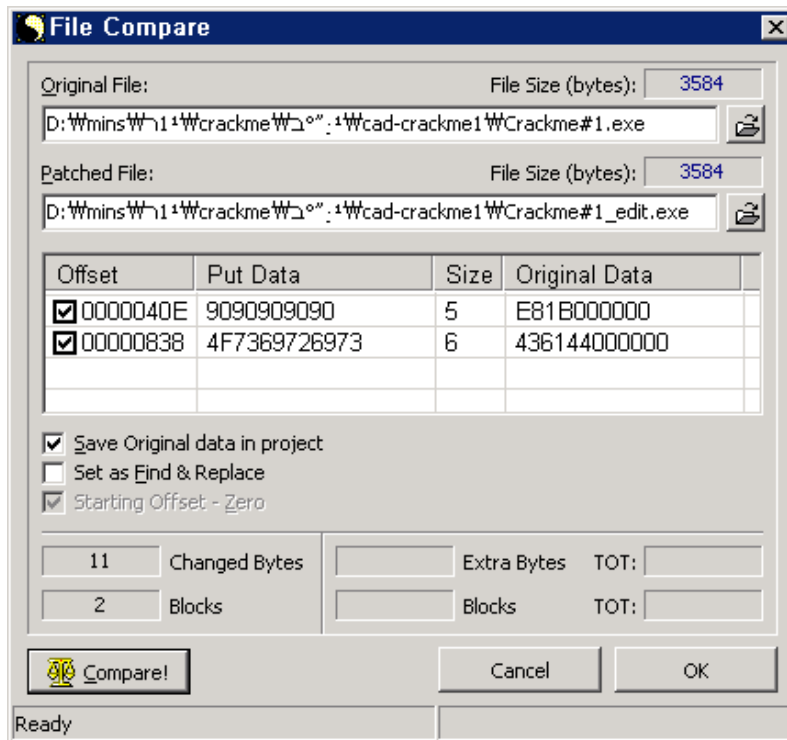 File Compare
Original File: File Size (bytes): 3584
Patched File: File Size (bytes): 3584
Offset Put Data Size Original Data
0000040E 9090909090 5 E81B000000
00000838 4F7369726973 6 436144000000
Save Original data in project
Set as Find & Replace
Starting Offset - Zero
11 Changed Bytes Extra Bytes TOT:
2 Blocks Blocks TOT:
Compare! Cancel OK
Ready